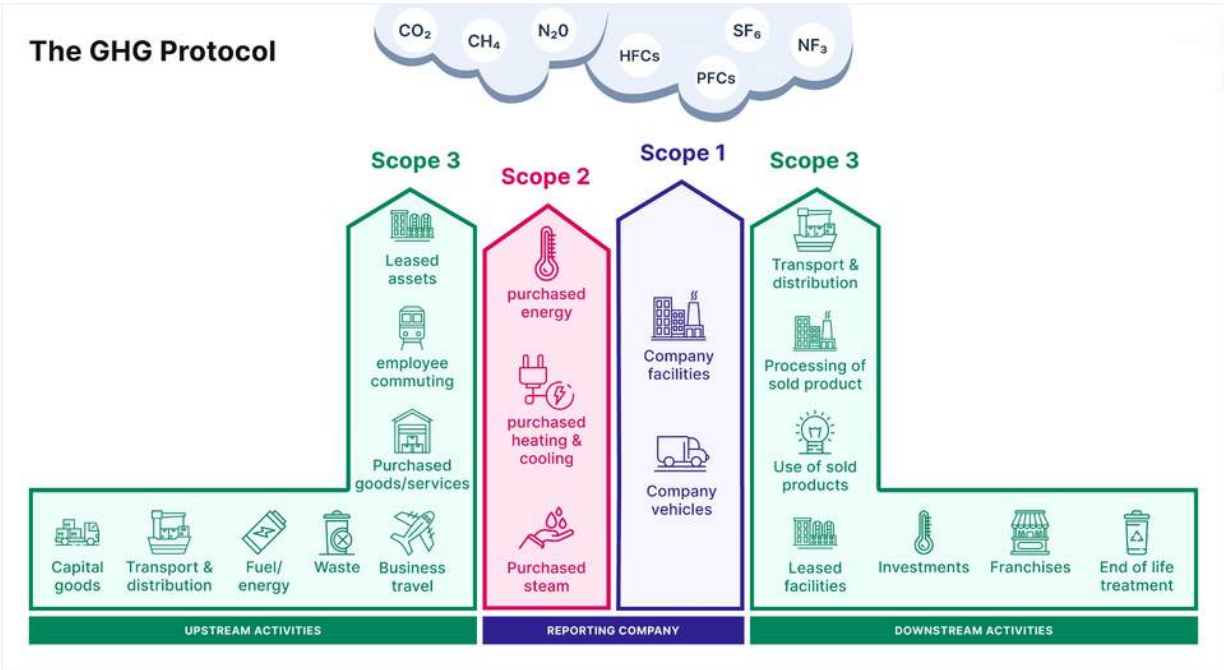 The GHG Protocol
CO₂
CH₄
N₂0
HFCs
PFCs
SF₆
NF₃
Scope 3
Leased
assets
employee
commuting
Purchased
goods/services
Capital
goods
Transport &
distribution
Fuel/
energy
Waste
Business
travel
UPSTREAM ACTIVITIES
Scope 2
purchased
energy
purchased
heating &
cooling
Purchased
steam
Scope 1
Company
facilities
Company
vehicles
REPORTING COMPANY
Scope 3
Transport &
distribution
Processing of
sold product
Use of sold
products
Leased
facilities
Investments
Franchises
End of life
treatment
DOWNSTREAM ACTIVITIES